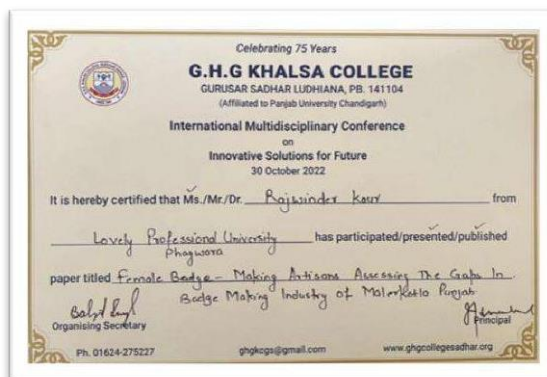 Celebrating 75 Years
G.H.G KHALSA COLLEGE
GURUSAR SADHAR LUDHIANA, PB. 141104
(Affiliated to Panjab University Chandigarh)
International Multidisciplinary Conference
on
Innovative Solutions for Future
30 October 2022
It is hereby certified that Ms./Mr/Dr. Rajwinder kaur from
Lovely Professional University has participated/presented/published
Phagwara
paper titled Female Badge - Making Artisans Assessing The Gaps In
Badge Making Industry of Malerkotla Punjab
Organising Secretary
Principal
Ph. 01624-275227 ghgkcgs@gmail.com www.ghgcollegesadhar.org